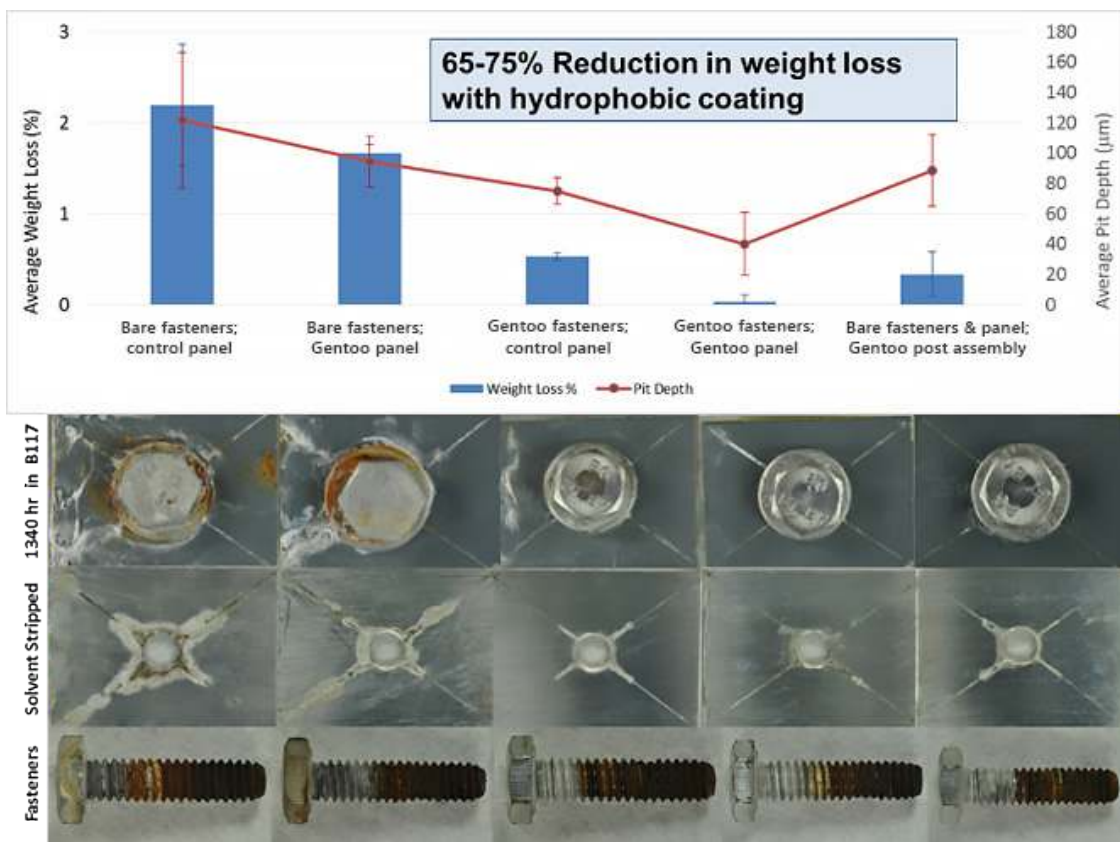 65-75% Reduction in weight loss
with hydrophobic coating
Average Weight Loss (%)
3
2
1
0
180
160
140
120
100
80
60
40
20
0
Average Pit Depth (µm)
Bare fasteners;
control panel
Bare fasteners;
Gentoo panel
Gentoo fasteners;
control panel
Gentoo fasteners;
Gentoo panel
Bare fasteners & panel;
Gentoo post assembly
Weight Loss %
Pit Depth
1340 hr in B117
Solvent Stripped
Fasteners